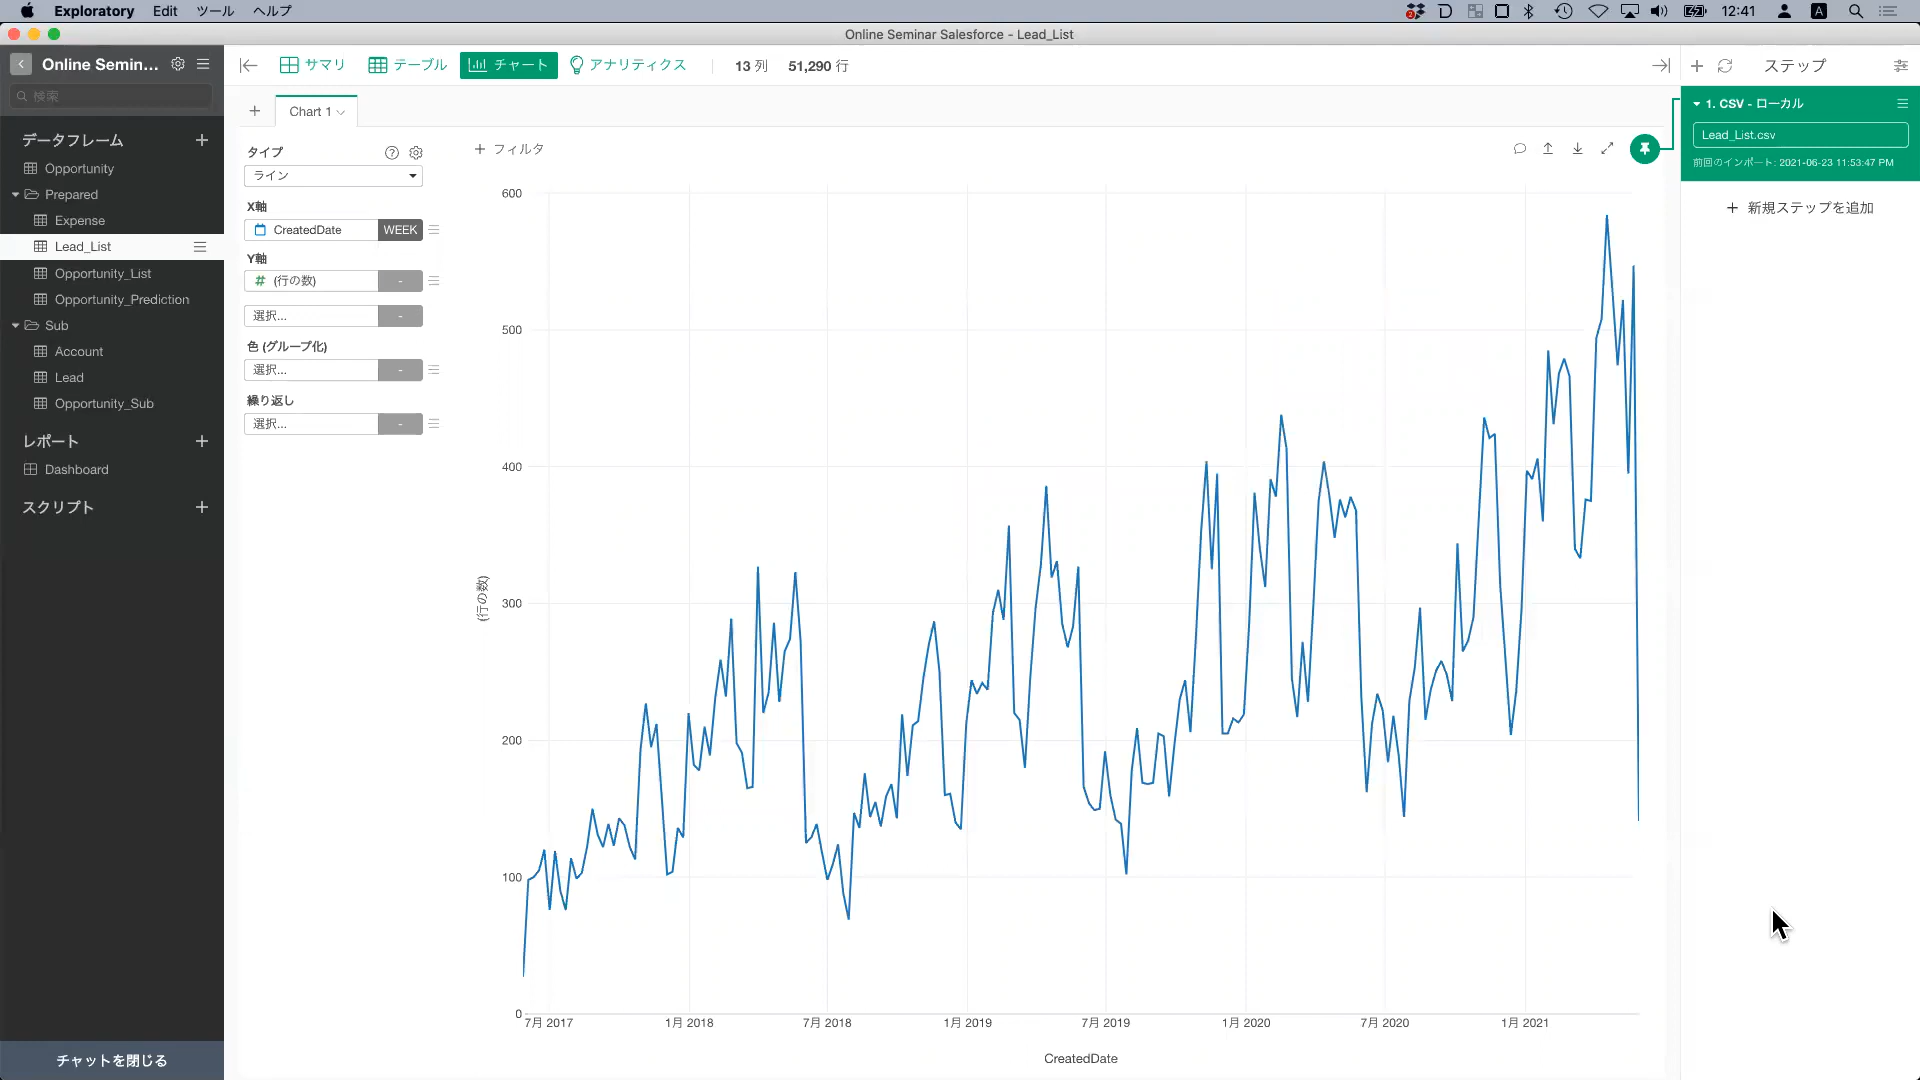 Exploratory Edit ツール ヘルプ
2 12:41 A
Online Seminar Salesforce - Lead_List
Online Semin...
検索
データフレーム
Opportunity
Prepared
Expense
Lead_List
Opportunity_List
Opportunity_Prediction
Sub
Account
Lead
Opportunity_Sub
レポート
Dashboard
スクリプト
チャットを閉じる
サマリ テーブル チャート アナリティクス 13 列 51,290 行
Chart 1
タイプ
ライン
X軸
CreatedDate WEEK
Y軸
# (行の数) -
選択... -
色 (グループ化)
選択... -
繰り返し
選択... -
フィルタ
600
500
400
300
200
100
0
(行の数)
7月 2017 1月 2018 7月 2018 1月 2019 7月 2019 1月 2020 7月 2020 1月 2021
CreatedDate
ステップ
1. CSV - ローカル
Lead_List.csv
前回のインポート: 2021-06-23 11:53:47 PM
新規ステップを追加